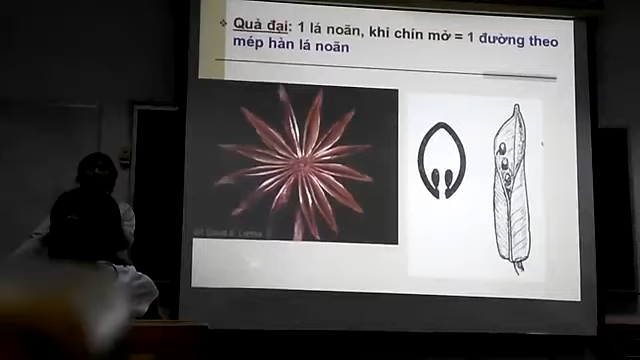 ❖ Quả đại: 1 lá noãn, khi chín mở = 1 đường theo
mép hàn lá noãn